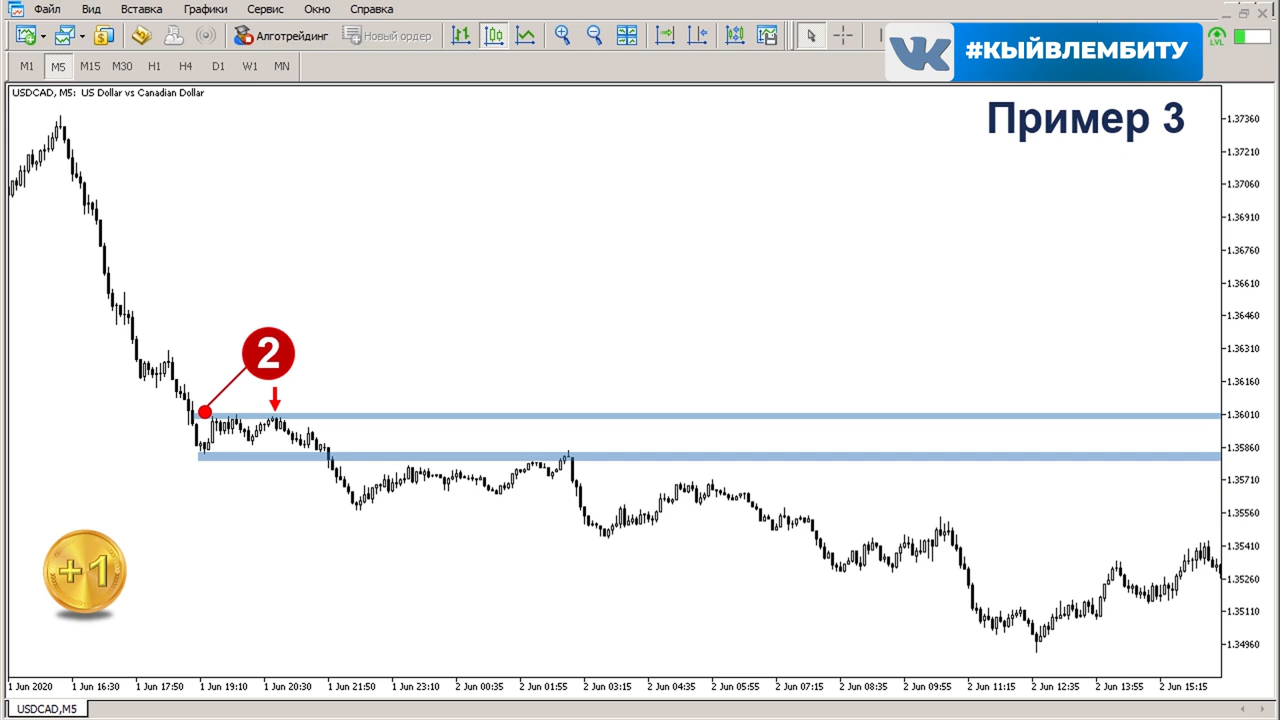 Файл Вид Вставка Графики Сервис Окно Справка
Алготрейдинг Новый ордер
LVL
#КЫЙВЛЕМБИТУ
M1 M5 M15 M30 H1 H4 D1 W1 MN
USDCAD, M5: US Dollar vs Canadian Dollar
Пример 3
1.37360
1.37210
1.37060
1.36910
1.36760
1.36610
1.36460
1.36310
1.36160
1.36010
1.35860
1.35710
1.35560
1.35410
1.35260
1.35110
1.34960
2
+1
1 Jun 2020 1 Jun 16:30 1 Jun 17:50 1 Jun 19:10 1 Jun 20:30 1 Jun 21:50 1 Jun 23:10 2 Jun 00:35 2 Jun 01:55 2 Jun 03:15 2 Jun 04:35 2 Jun 05:55 2 Jun 07:15 2 Jun 08:35 2 Jun 09:55 2 Jun 11:15 2 Jun 12:35 2 Jun 13:55 2 Jun 15:15
USDCAD,M5